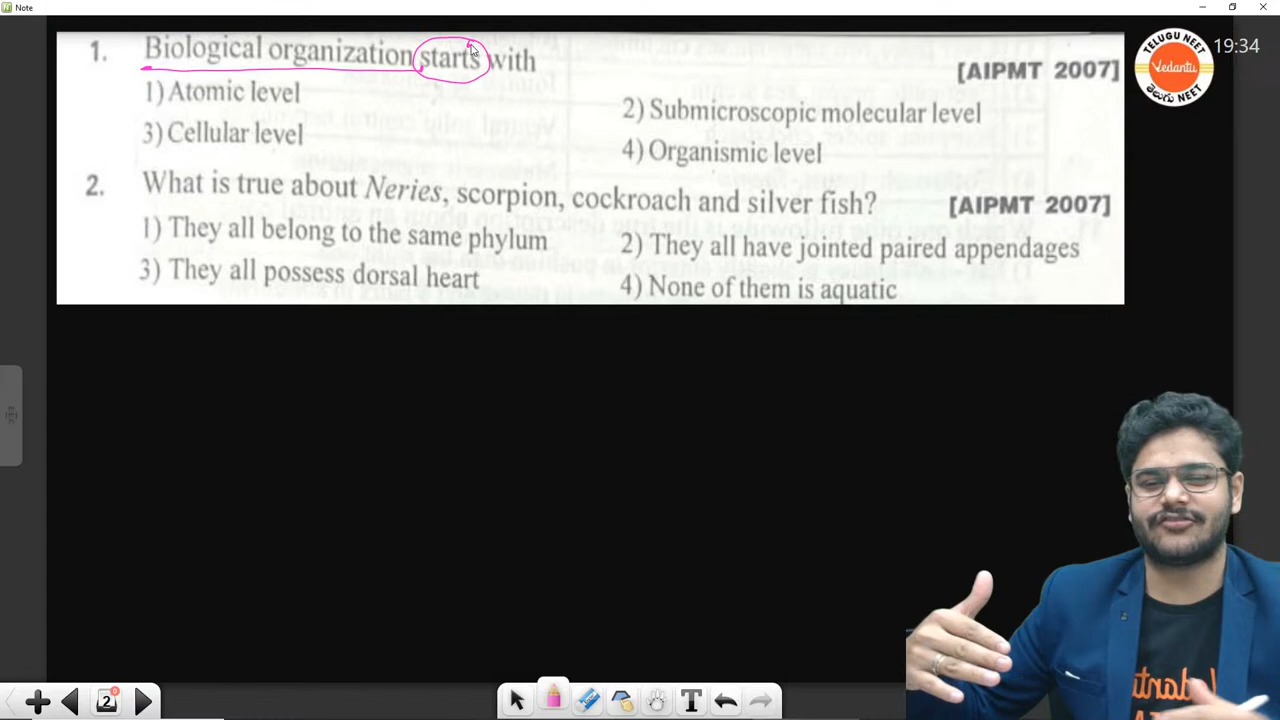 Note
19:34
TELUGU NEET
Vedantu
తెలుగు NEET
1. Biological organization starts with [AIPMT 2007]
1) Atomic level 2) Submicroscopic molecular level
3) Cellular level 4) Organismic level
2. What is true about Neries, scorpion, cockroach and silver fish? [AIPMT 2007]
1) They all belong to the same phylum 2) They all have jointed paired appendages
3) They all possess dorsal heart 4) None of them is aquatic
2
0
T